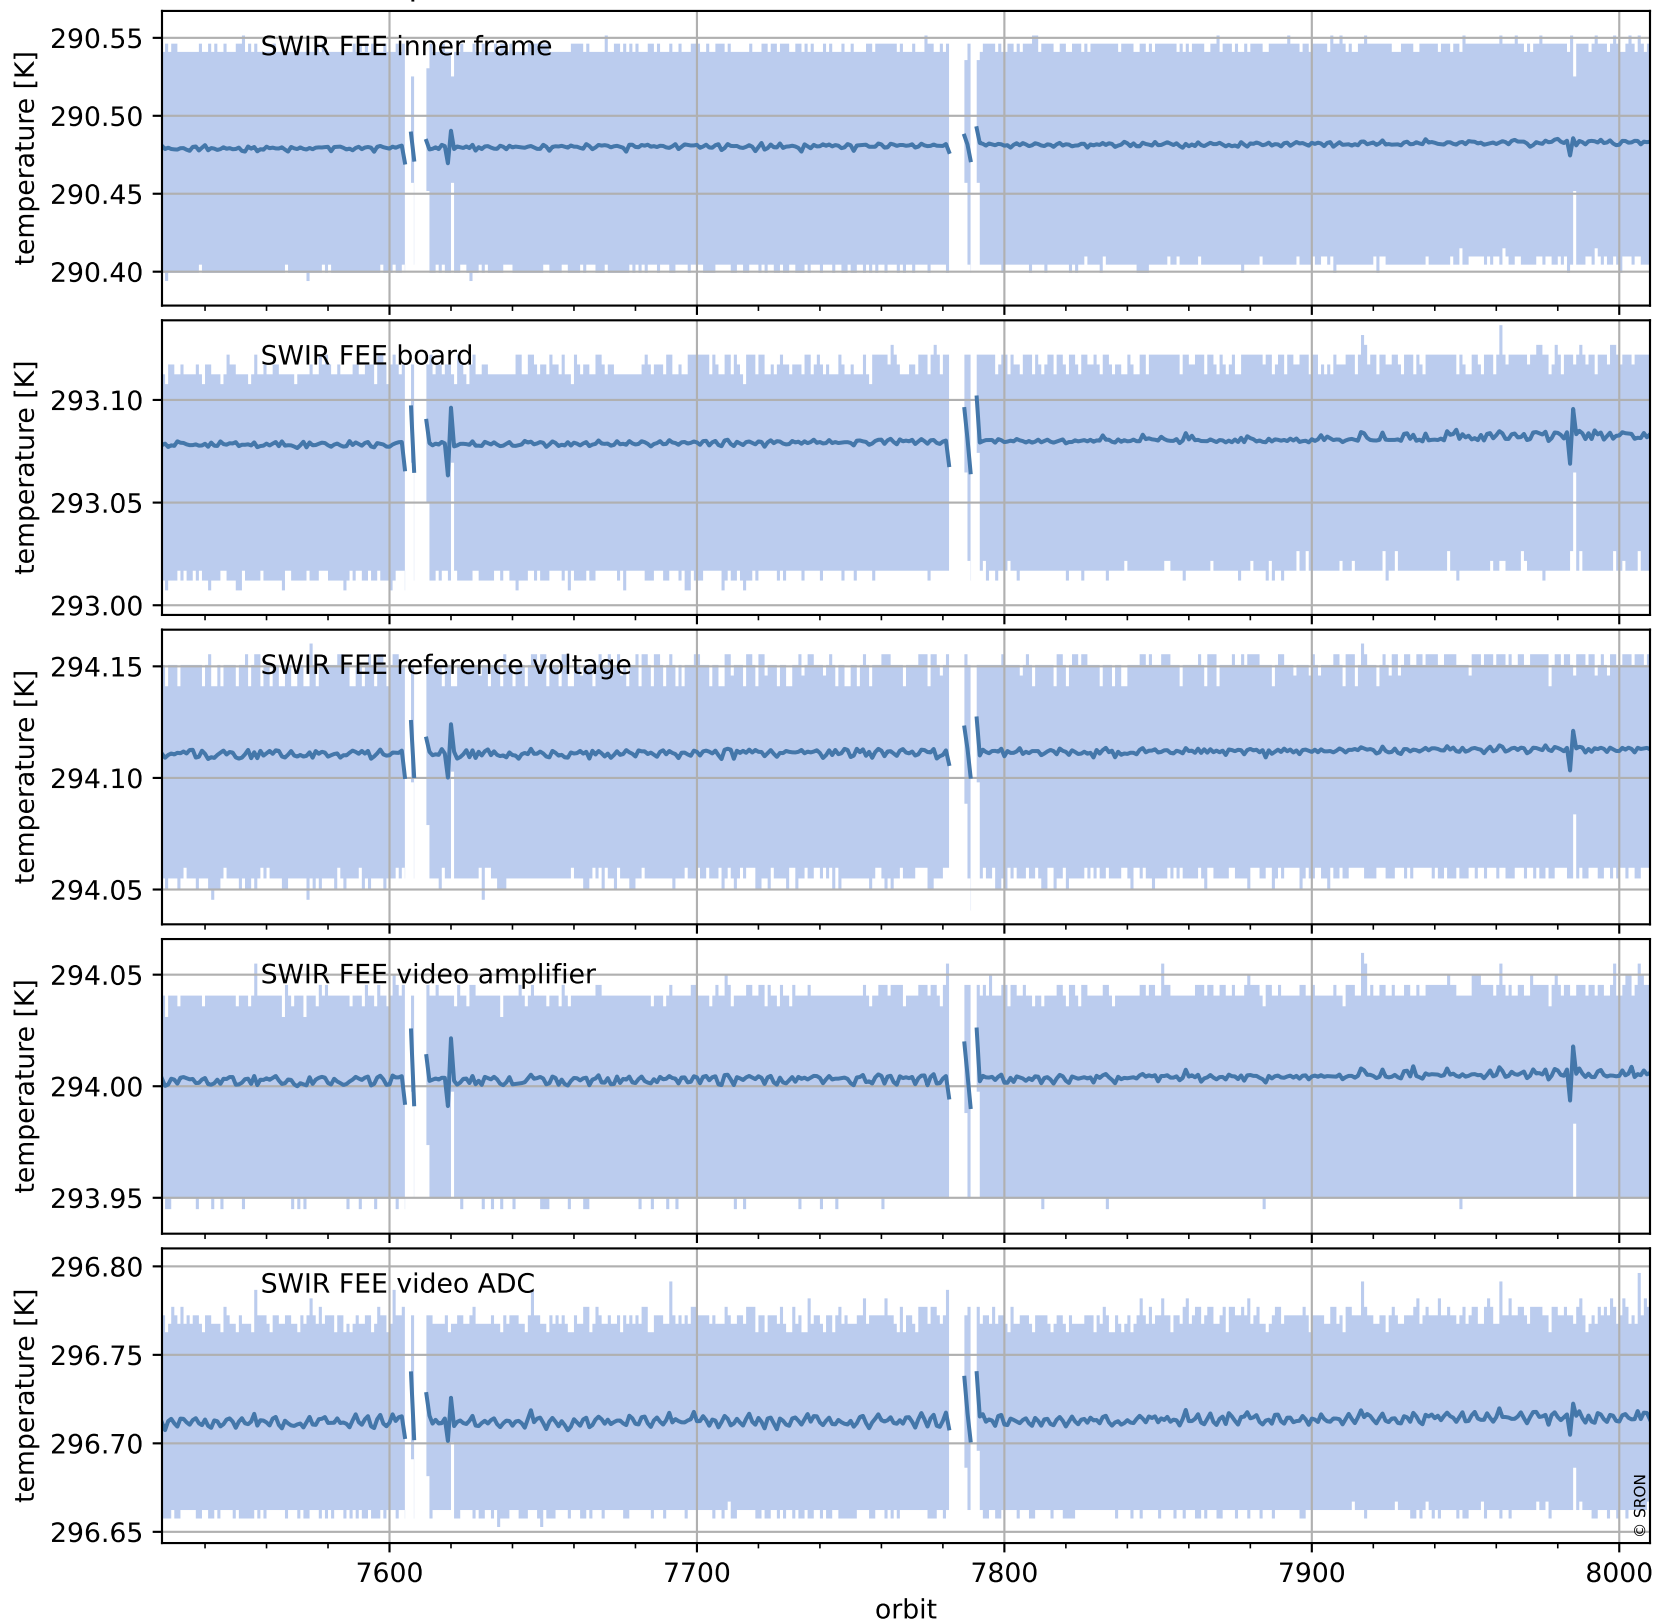 290.55
290.50
290.45
290.40
temperature [K]
SWIR FEE inner frame
293.10
293.05
293.00
temperature [K]
SWIR FEE board
294.15
294.10
294.05
temperature [K]
SWIR FEE reference voltage
294.05
294.00
293.95
temperature [K]
SWIR FEE video amplifier
296.80
296.75
296.70
296.65
temperature [K]
SWIR FEE video ADC
© SRON
7600 7700 7800 7900 8000
orbit